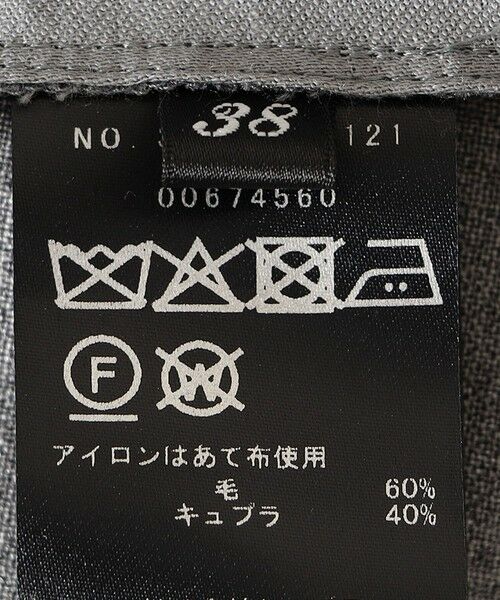 38
NO. 121
00674560
F W
アイロンはあて布使用
毛 60%
キュプラ 40%